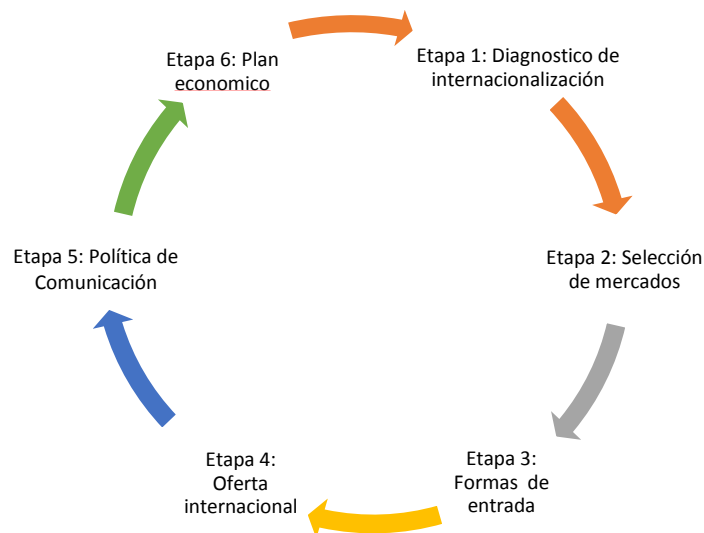 Etapa 1: Diagnostico de
internacionalización
Etapa 2: Selección
de mercados
Etapa 3:
Formas de
entrada
Etapa 4:
Oferta
internacional
Etapa 5: Política de
Comunicación
Etapa 6: Plan
economico